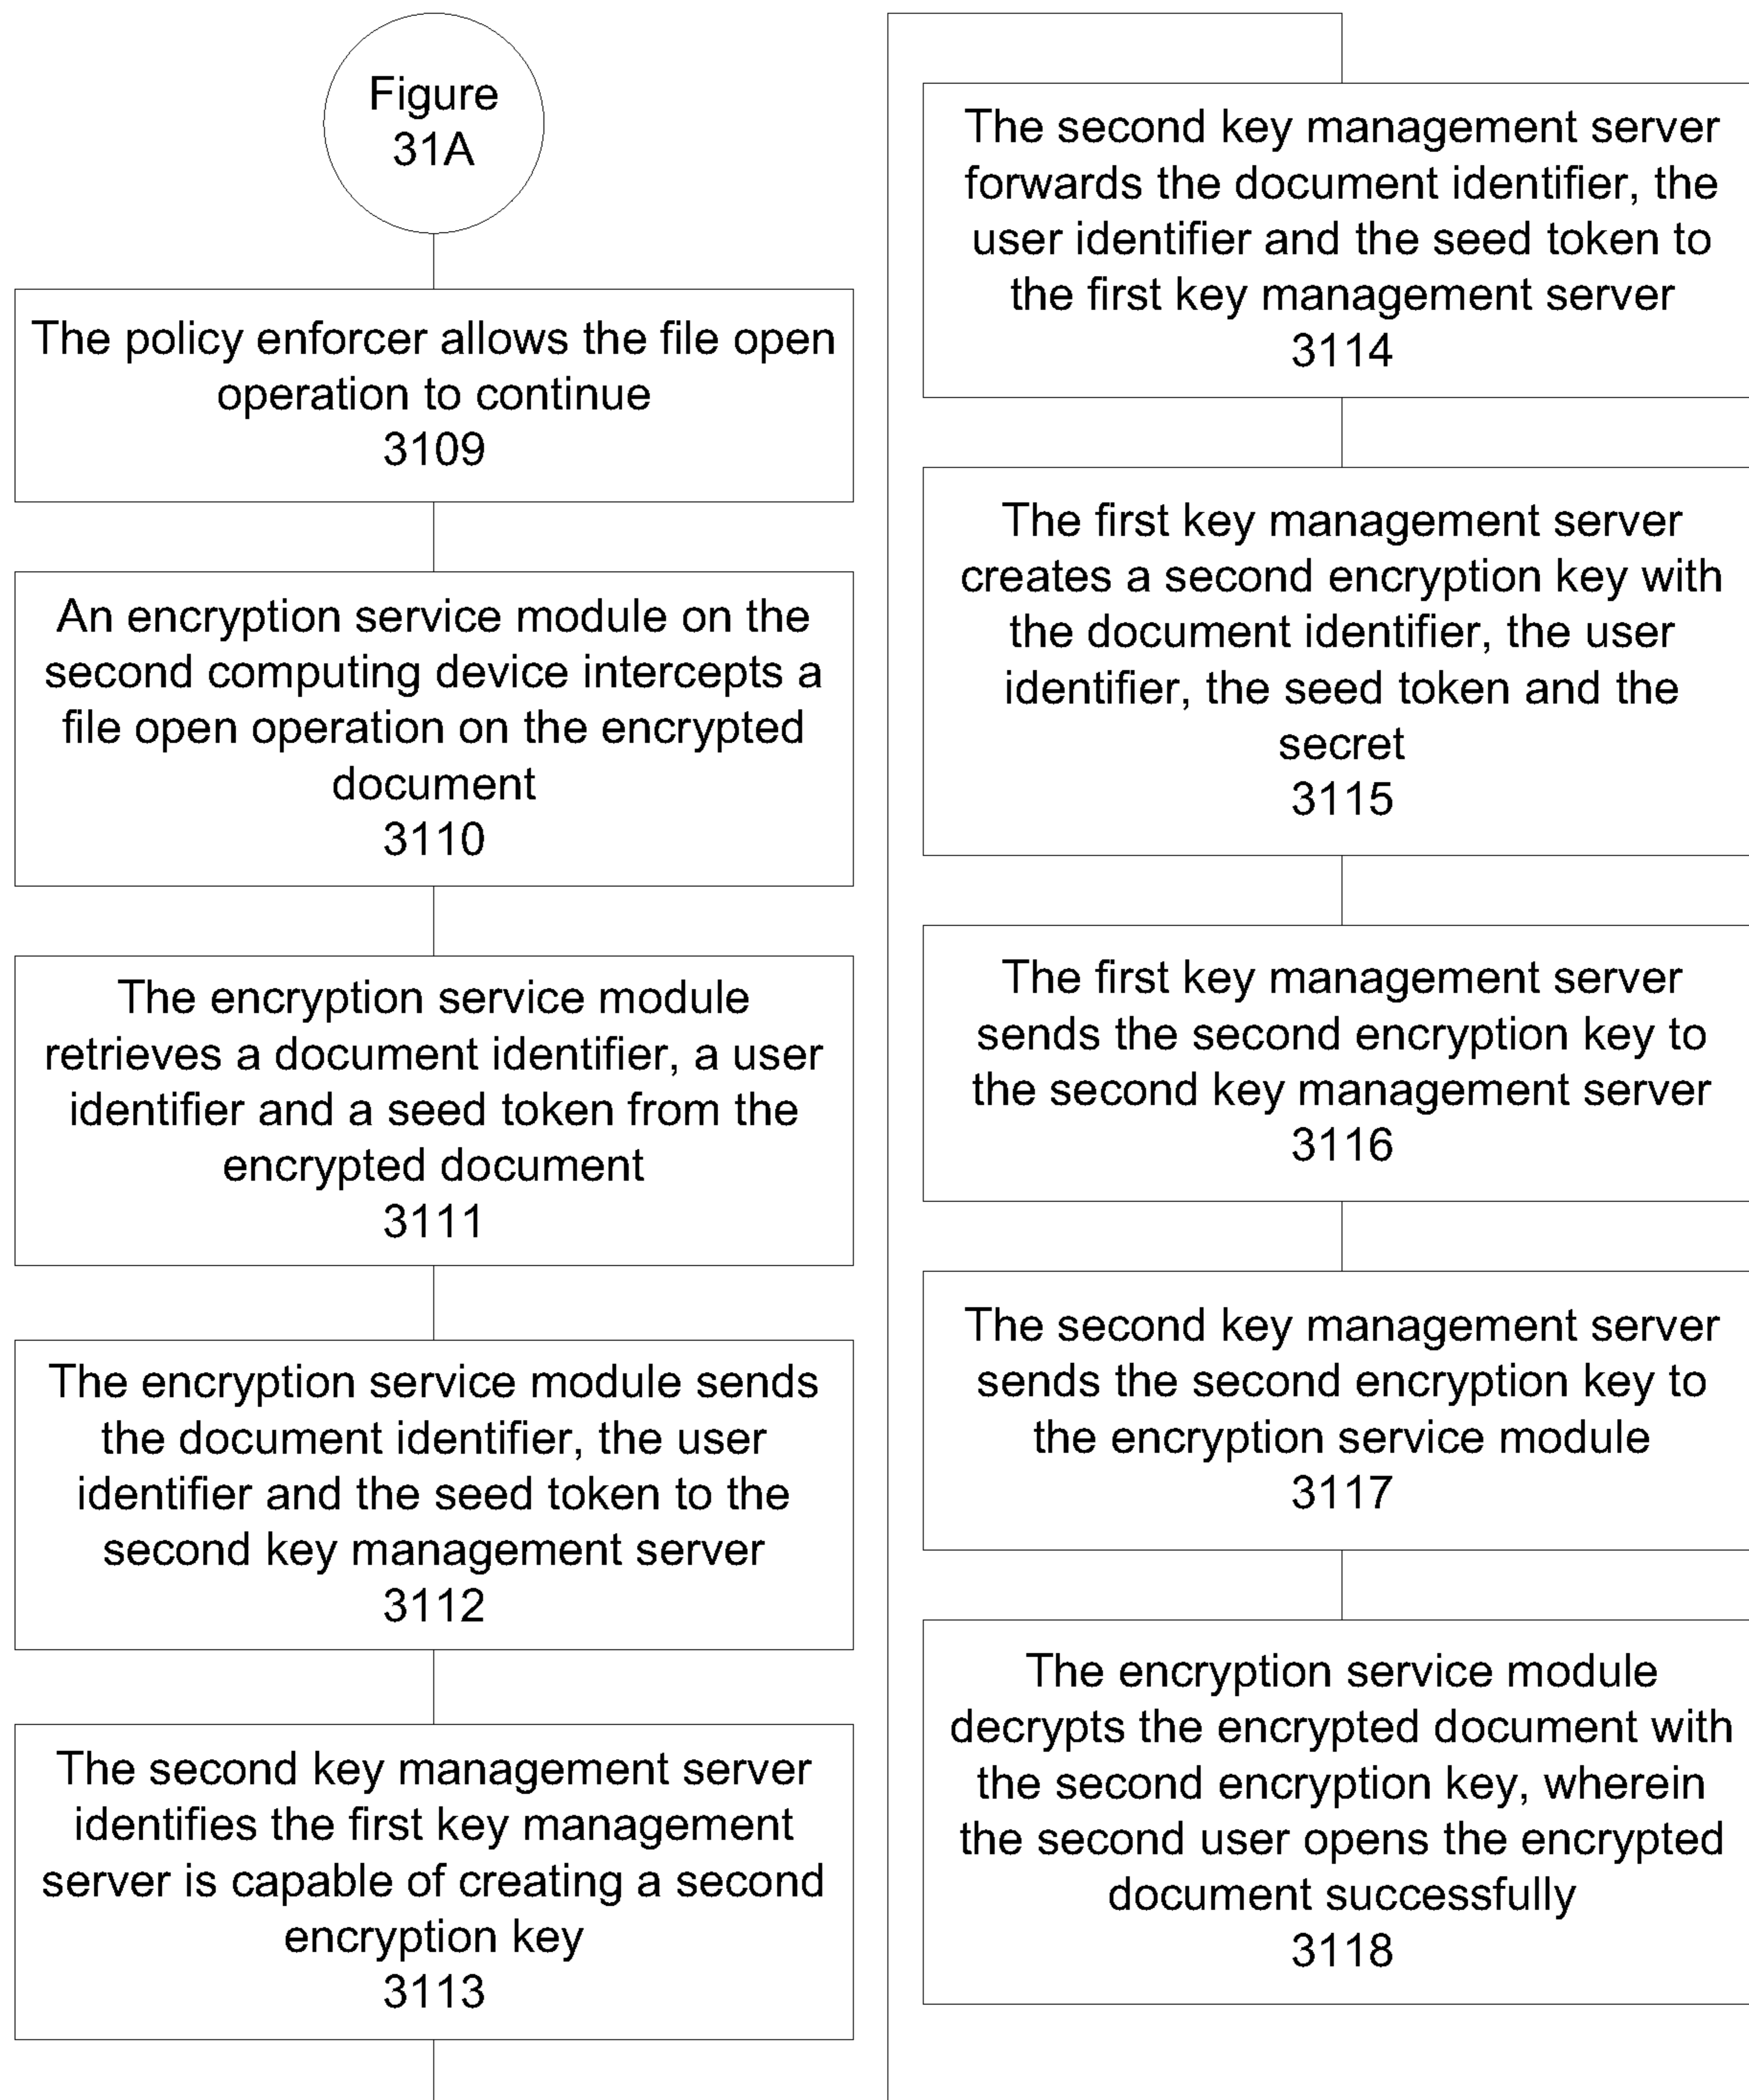 Figure
31A
The policy enforcer allows the file open
operation to continue
3109
An encryption service module on the
second computing device intercepts a
file open operation on the encrypted
document
3110
The encryption service module
retrieves a document identifier, a user
identifier and a seed token from the
encrypted document
3111
The encryption service module sends
the document identifier, the user
identifier and the seed token to the
second key management server
3112
The second key management server
identifies the first key management
server is capable of creating a second
encryption key
3113
The second key management server
forwards the document identifier, the
user identifier and the seed token to
the first key management server
3114
The first key management server
creates a second encryption key with
the document identifier, the user
identifier, the seed token and the
secret
3115
The first key management server
sends the second encryption key to
the second key management server
3116
The second key management server
sends the second encryption key to
the encryption service module
3117
The encryption service module
decrypts the encrypted document with
the second encryption key, wherein
the second user opens the encrypted
document successfully
3118